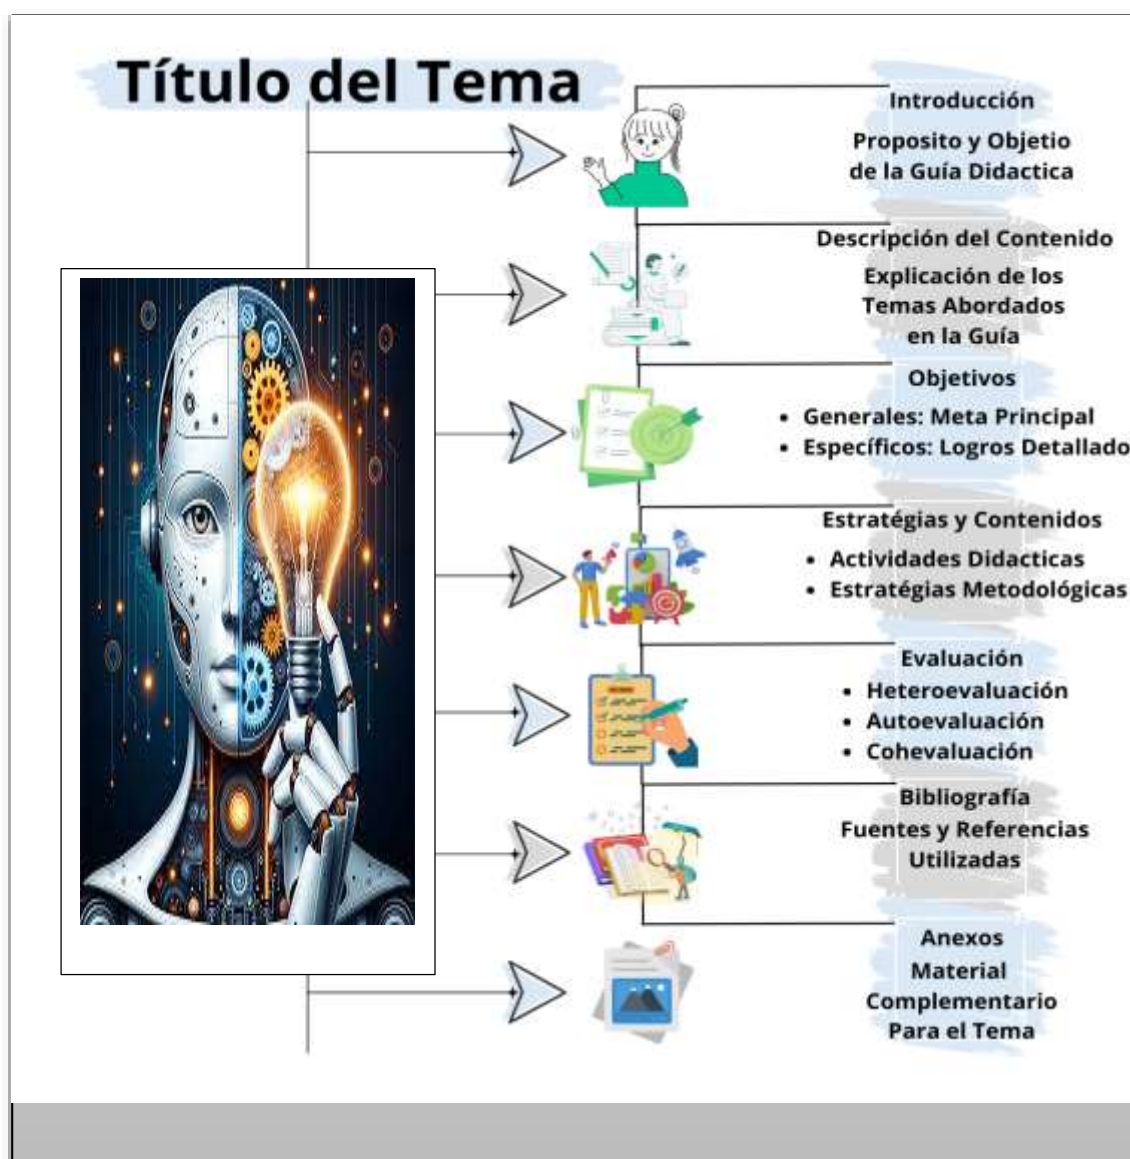 Título del Tema
Introducción
Proposito y Objetio
de la Guía Didactica
Descripción del Contenido
Explicación de los
Temas Abordados
en la Guía
Objetivos
• Generales: Meta Principal
• Específicos: Logros Detallado
Estratégias y Contenidos
• Actividades Didacticas
• Estratégias Metodológicas
Evaluación
• Heteroevaluación
• Autoevaluación
• Cohevaluación
Bibliografía
Fuentes y Referencias
Utilizadas
Anexos
Material
Complementario
Para el Tema